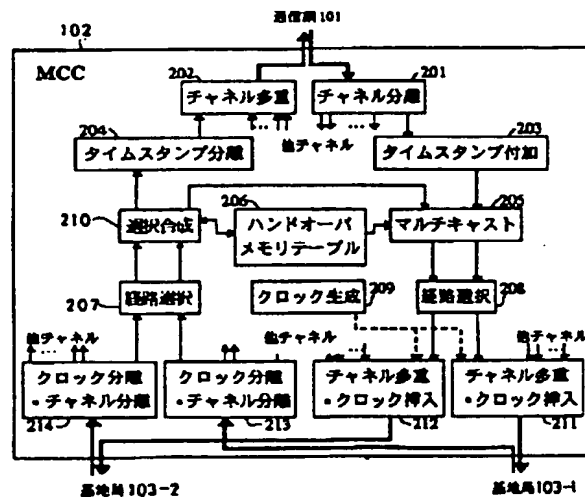 通信網101
102
MCC
202
チャネル多重
201
チャネル分離
他チャネル
204
タイムスタンプ分離
203
タイムスタンプ付加
210
選択合成
206
ハンドオーバ
メモリテーブル
205
マルチキャスト
207
経路選択
209
クロック生成
208
経路選択
他チャネル
他チャネル
他チャネル
クロック分離
・チャネル分離
214
クロック分離
・チャネル分離
213
チャネル多重
・クロック挿入
212
チャネル多重
・クロック挿入
211
基地局103-2
基地局103-1